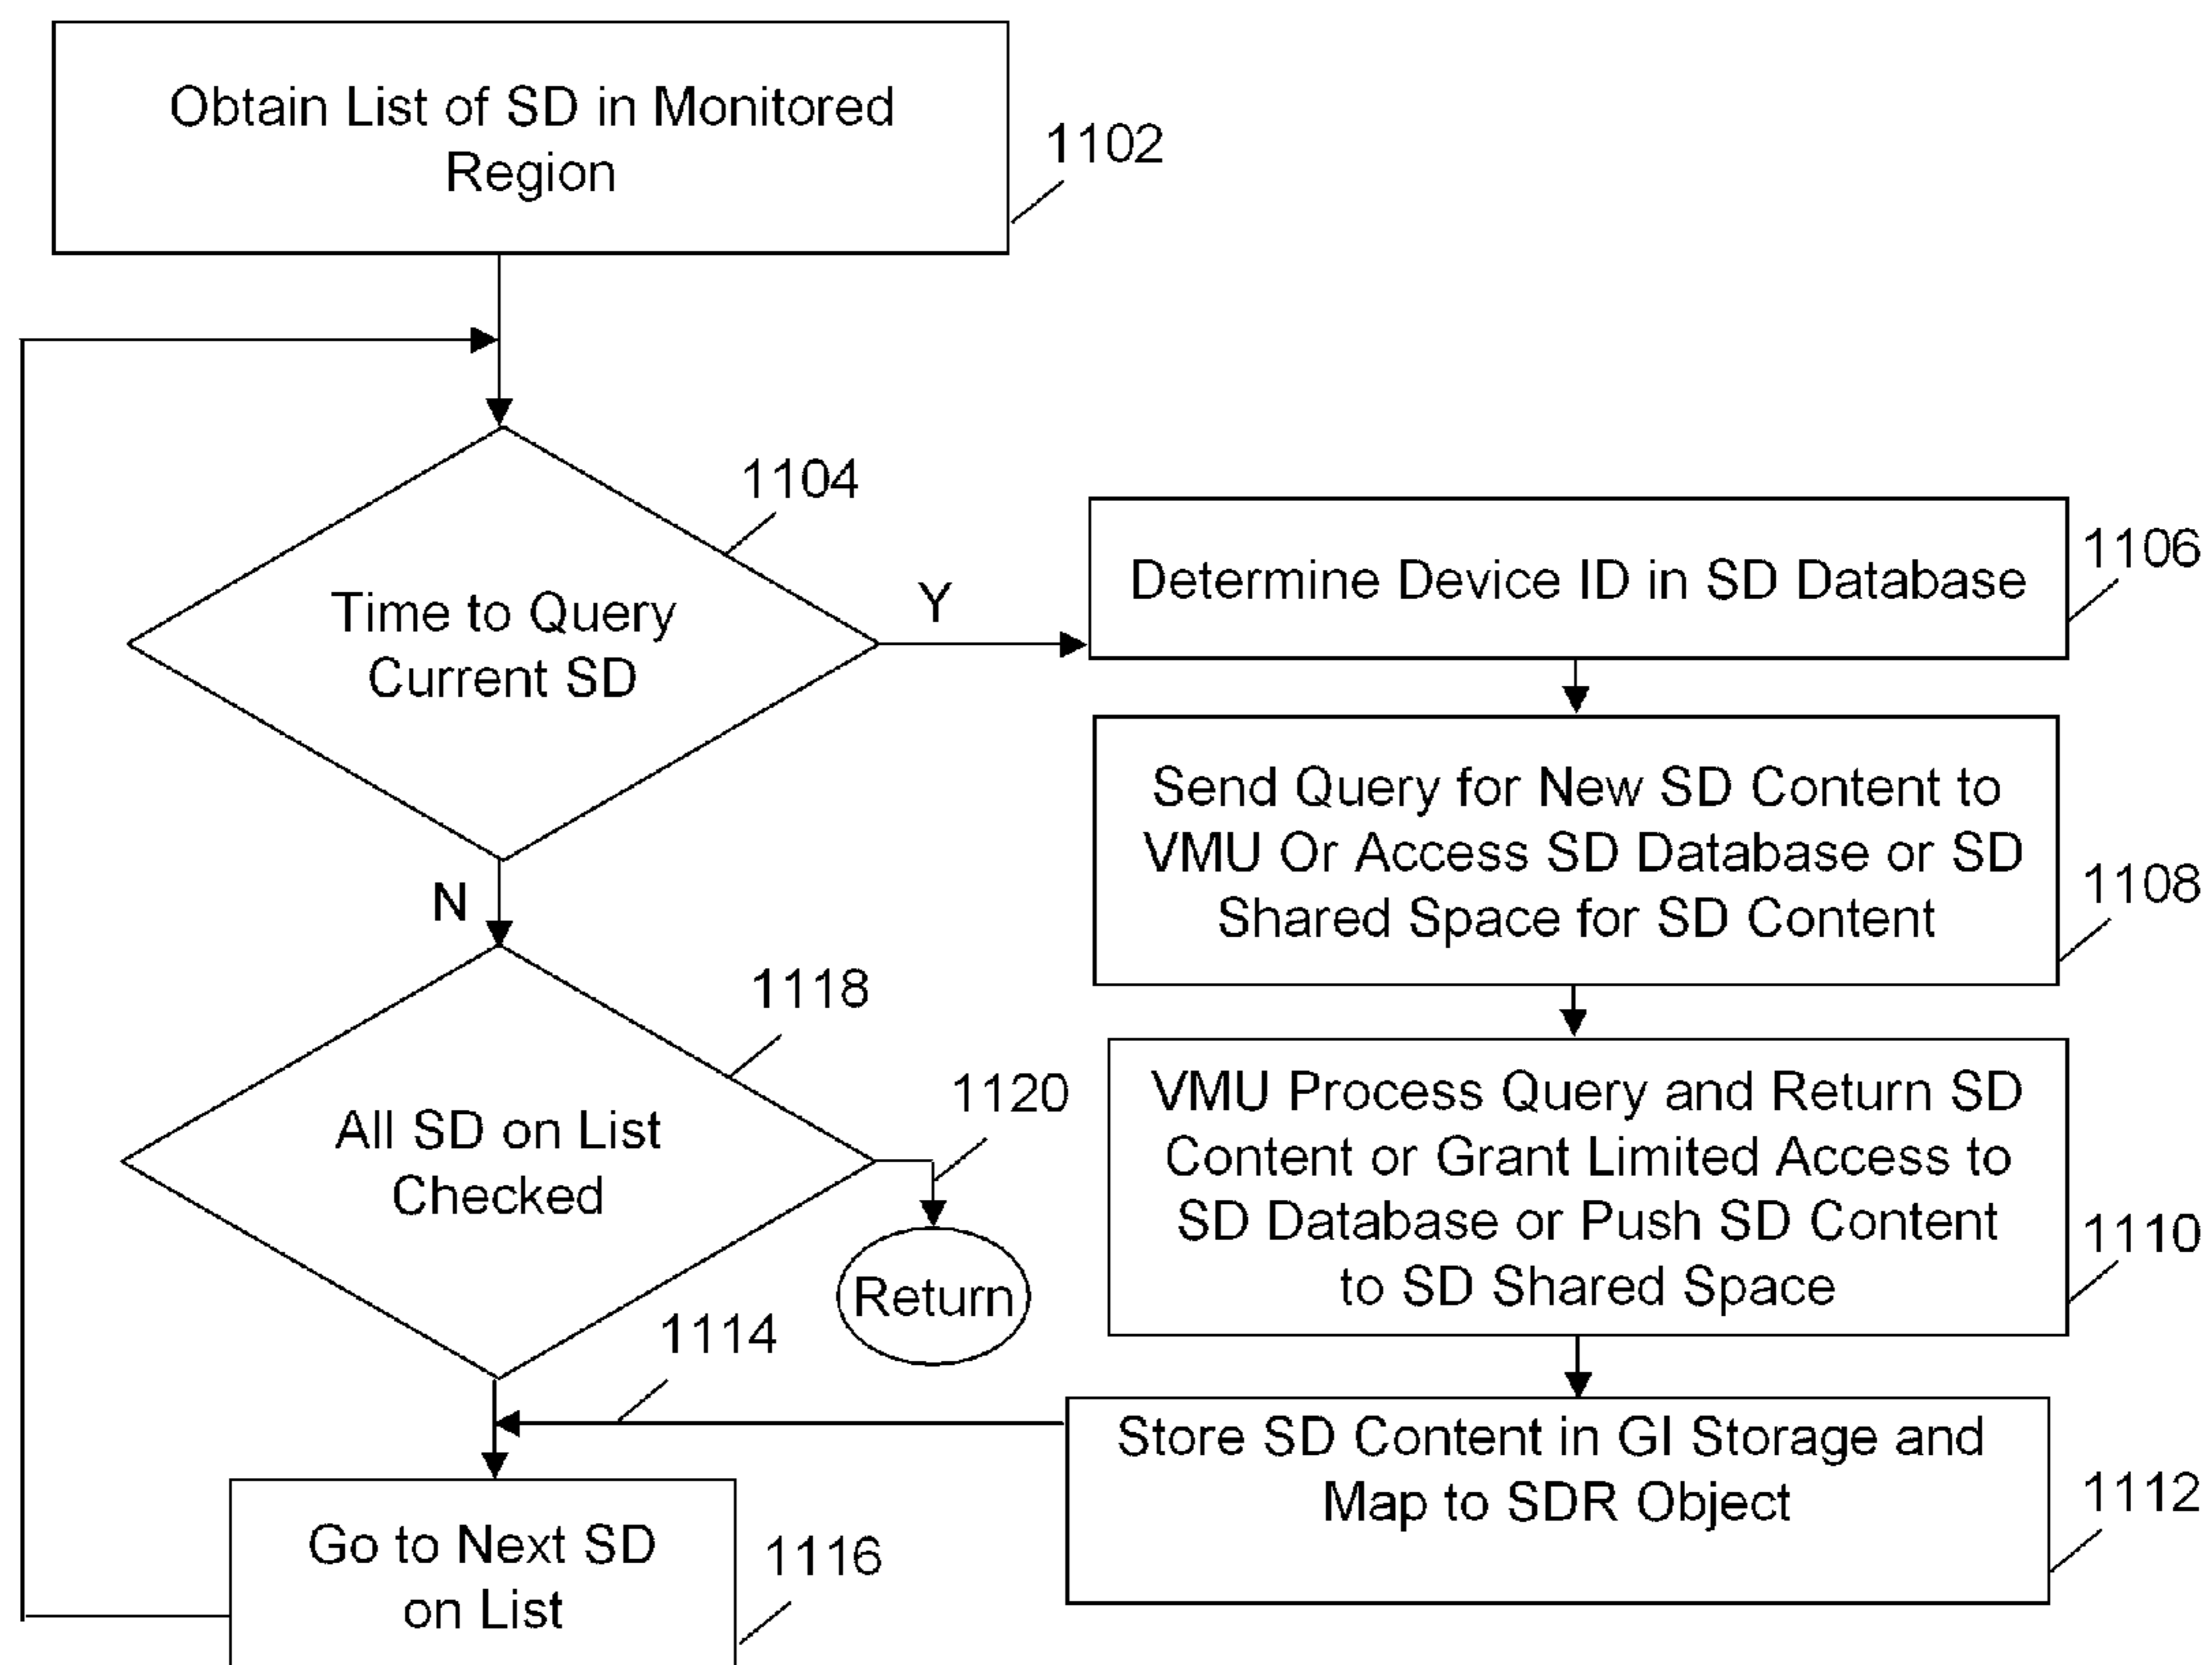 Obtain List of SD in Monitored
Region
1102
1104
Time to Query
Current SD
Y
N
Determine Device ID in SD Database
1106
Send Query for New SD Content to
VMU Or Access SD Database or SD
Shared Space for SD Content
1108
VMU Process Query and Return SD
Content or Grant Limited Access to
SD Database or Push SD Content
to SD Shared Space
1110
Store SD Content in GI Storage and
Map to SDR Object
1112
1118
All SD on List
Checked
1120
Return
1114
Go to Next SD
on List
1116